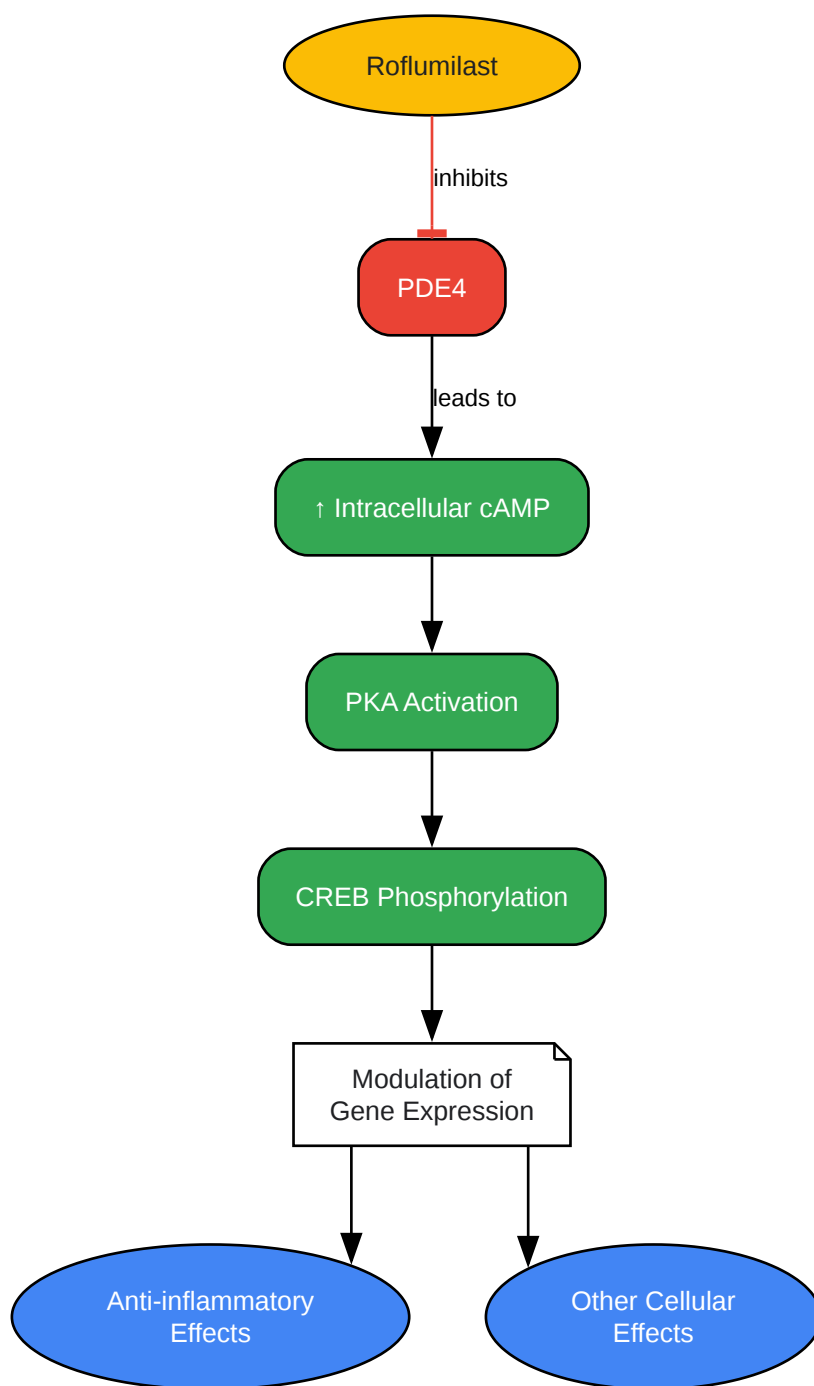 Roflumilast
inhibits
PDE4
leads to
↑ Intracellular cAMP
PKA Activation
CREB Phosphorylation
Modulation of
Gene Expression
Anti-inflammatory
Effects
Other Cellular
Effects